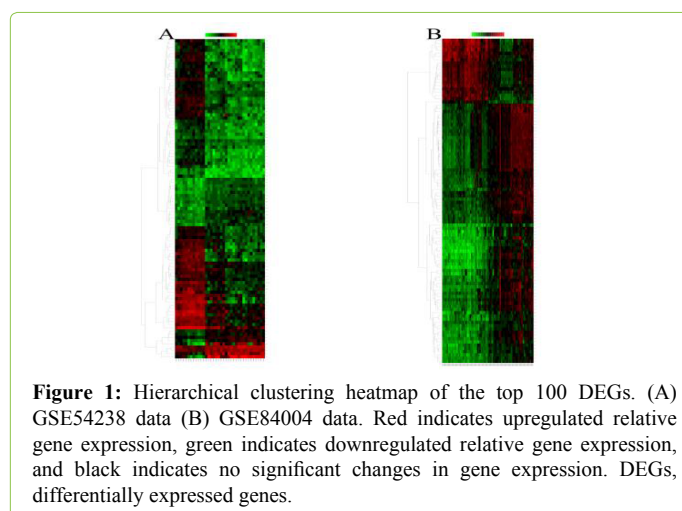 A
B
Figure 1: Hierarchical clustering heatmap of the top 100 DEGs. (A)
GSE54238 data (B) GSE84004 data. Red indicates upregulated relative
gene expression, green indicates downregulated relative gene expression,
and black indicates no significant changes in gene expression. DEGs,
differentially expressed genes.